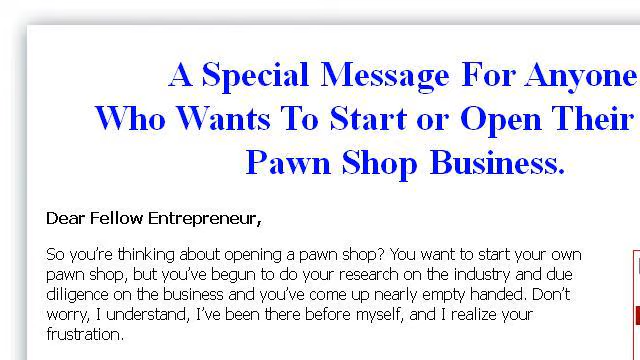 A Special Message For Anyone
Who Wants To Start or Open Their
Pawn Shop Business.
Dear Fellow Entrepreneur,
So you're thinking about opening a pawn shop? You want to start your own
pawn shop, but you've begun to do your research on the industry and due
diligence on the business and you've come up nearly empty handed. Don't
worry, I understand, I've been there before myself, and I realize your
frustration.